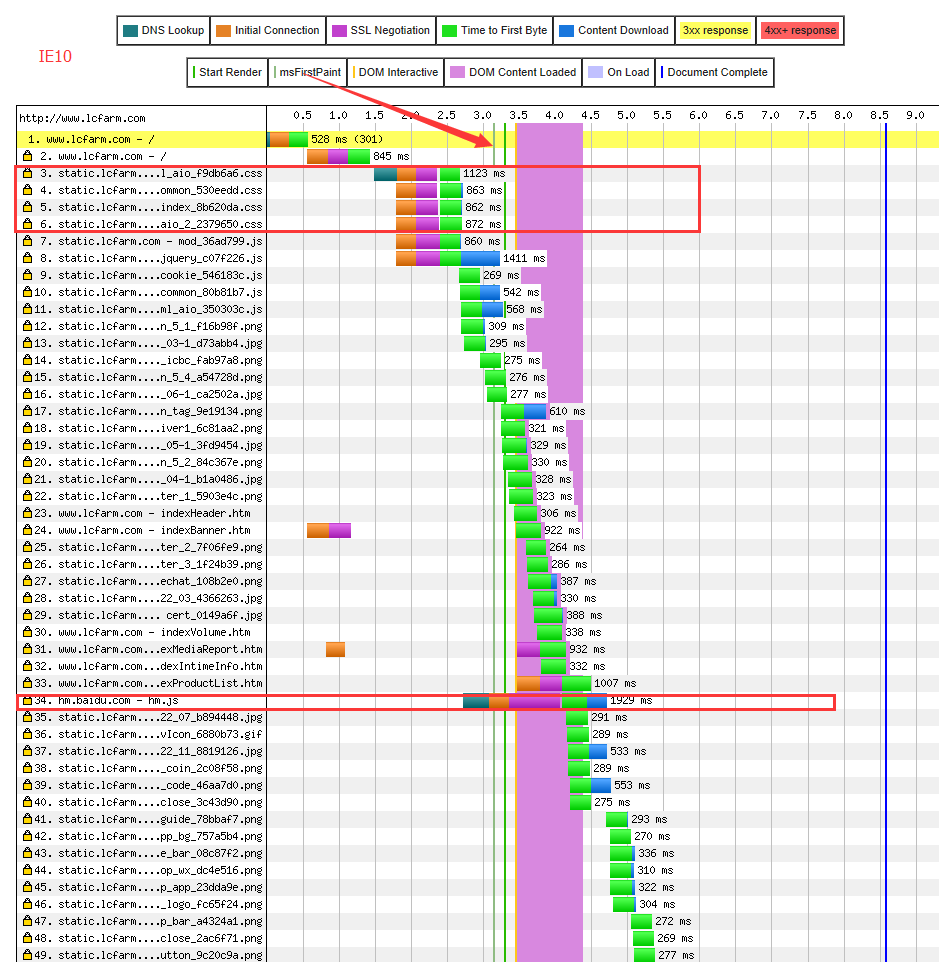 DNS Lookup Initial Connection SSL Negotiation Time to First Byte Content Download 3xx response 4xx+ response
IE10
Start Render msFirstPaint DOM Interactive DOM Content Loaded On Load Document Complete
http://www.lcfarm.com 0.5 1.0 1.5 2.0 2.5 3.0 3.5 4.0 4.5 5.0 5.5 6.0 6.5 7.0 7.5 8.0 8.5 9.0
1. www.lcfarm.com - / 528 ms (301)
2. www.lcfarm.com - / 845 ms
3. static.lcfarm....l_aio_f9db6a6.css 1123 ms
4. static.lcfarm....ommon_530eedd.css 863 ms
5. static.lcfarm....index_8b620da.css 862 ms
6. static.lcfarm....aio_2_2379650.css 872 ms
7. static.lcfarm.com - mod_36ad799.js 860 ms
8. static.lcfarm....jquery_c07f226.js 1411 ms
9. static.lcfarm....cookie_546183c.js 269 ms
10. static.lcfarm....common_80b81b7.js 542 ms
11. static.lcfarm....ml_aio_350303c.js 568 ms
12. static.lcfarm....n_5_1_f16b98f.png 309 ms
13. static.lcfarm...._03-1_d73abb4.jpg 295 ms
14. static.lcfarm...._icbc_fab97a8.png 275 ms
15. static.lcfarm....n_5_4_a54728d.png 276 ms
16. static.lcfarm...._06-1_ca2502a.jpg 277 ms
17. static.lcfarm....n_tag_9e19134.png 610 ms
18. static.lcfarm....iver1_6c81aa2.png 321 ms
19. static.lcfarm...._05-1_3fd9454.jpg 329 ms
20. static.lcfarm....n_5_2_84c367e.png 330 ms
21. static.lcfarm...._04-1_b1a0486.jpg 328 ms
22. static.lcfarm....ter_1_5903e4c.png 323 ms
23. www.lcfarm.com - indexHeader.htm 306 ms
24. www.lcfarm.com - indexBanner.htm 922 ms
25. static.lcfarm....ter_2_7f06fe9.png 264 ms
26. static.lcfarm....ter_3_1f24b39.png 286 ms
27. static.lcfarm....echat_108b2e0.png 387 ms
28. static.lcfarm....22_03_4366263.jpg 330 ms
29. static.lcfarm.... cert_0149a6f.jpg 388 ms
30. www.lcfarm.com - indexVolume.htm 338 ms
31. www.lcfarm.com ...exMediaReport.htm 932 ms
32. www.lcfarm.com ...dexIntimeInfo.htm 332 ms
33. www.lcfarm.com ...exProductList.htm 1007 ms
34. hm.baidu.com - hm.js 1929 ms
35. static.lcfarm....22_07_b894448.jpg 291 ms
36. static.lcfarm....vIcon_6880b73.gif 289 ms
37. static.lcfarm....22_11_8819126.jpg 533 ms
38. static.lcfarm...._coin_2c08f58.png 289 ms
39. static.lcfarm...._code_46aa7d0.png 553 ms
40. static.lcfarm....close_3c43d90.png 275 ms
41. static.lcfarm....guide_78bbaf7.png 293 ms
42. static.lcfarm....pp_bg_757a5b4.png 270 ms
43. static.lcfarm....e_bar_08c87f2.png 336 ms
44. static.lcfarm....op_wx_dc4e516.png 310 ms
45. static.lcfarm....p_app_23dda9e.png 322 ms
46. static.lcfarm...._logo_fc65f24.png 304 ms
47. static.lcfarm....p_bar_a4324a1.png 272 ms
48. static.lcfarm....close_2ac6f71.png 269 ms
49. static.lcfarm....utton_9c20c9a.png 277 ms